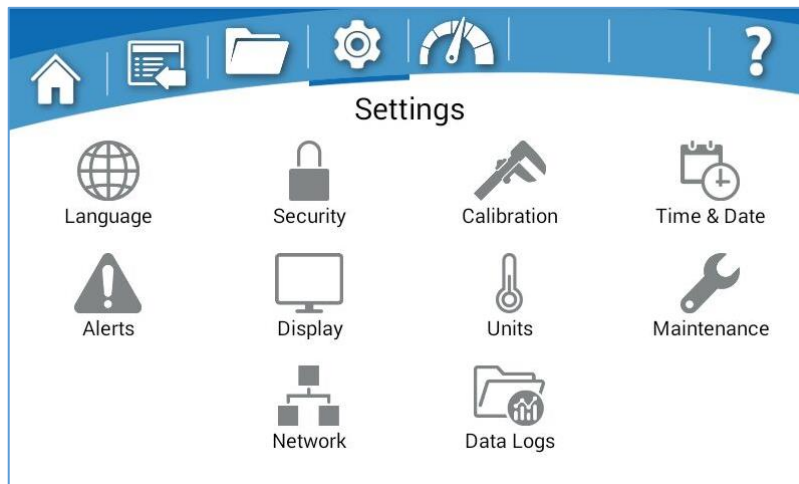 ?
Settings
Language Security Calibration Time & Date
Alerts Display Units Maintenance
Network Data Logs